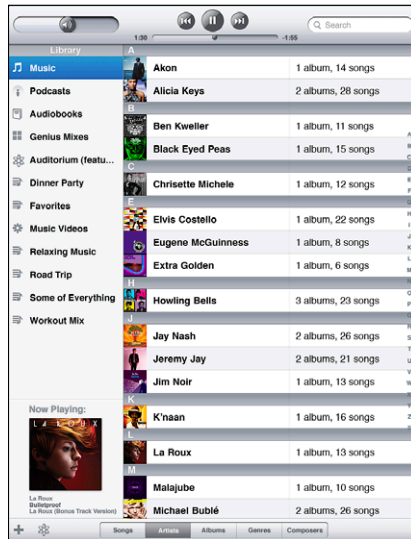 Search
1:30
-1:55
Library
Music
Podcasts
Audiobooks
Genius Mixes
Auditorium (featu...
Dinner Party
Favorites
Music Videos
Relaxing Music
Road Trip
Some of Everything
Workout Mix
Now Playing:
LA ROUX
La Roux
Bulletproof
La Roux (Bonus Track Version)
A
Akon 1 album, 14 songs
Alicia Keys 2 albums, 28 songs
B
Ben Kweller 1 album, 11 songs
Black Eyed Peas 1 album, 15 songs
C
Chrisette Michele 1 album, 12 songs
E
Elvis Costello 1 album, 22 songs
Eugene McGuinness 1 album, 8 songs
Extra Golden 1 album, 6 songs
H
Howling Bells 3 albums, 23 songs
J
Jay Nash 2 albums, 26 songs
Jeremy Jay 2 albums, 21 songs
Jim Noir 1 album, 13 songs
K
K'naan 1 album, 16 songs
L
La Roux 1 album, 13 songs
M
Malajube 1 album, 10 songs
Michael Bublé 2 albums, 26 songs
Songs Artists Albums Genres Composers